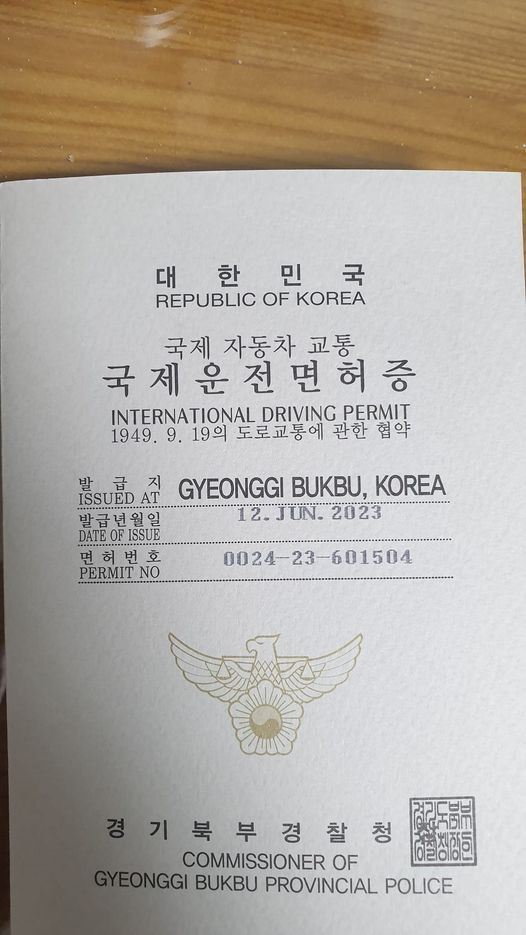 대한민국
REPUBLIC OF KOREA
국제 자동차 교통
국제운전면허증
INTERNATIONAL DRIVING PERMIT
1949. 9. 19의 도로교통에 관한 협약
발급지
ISSUED AT GYEONGGI BUKBU, KOREA
발급년월일 12. JUN. 2023
DATE OF ISSUE
면허번호 0024-23-601504
PERMIT NO
경기북부경찰청
COMMISSIONER OF
GYEONGGI BUKBU PROVINCIAL POLICE